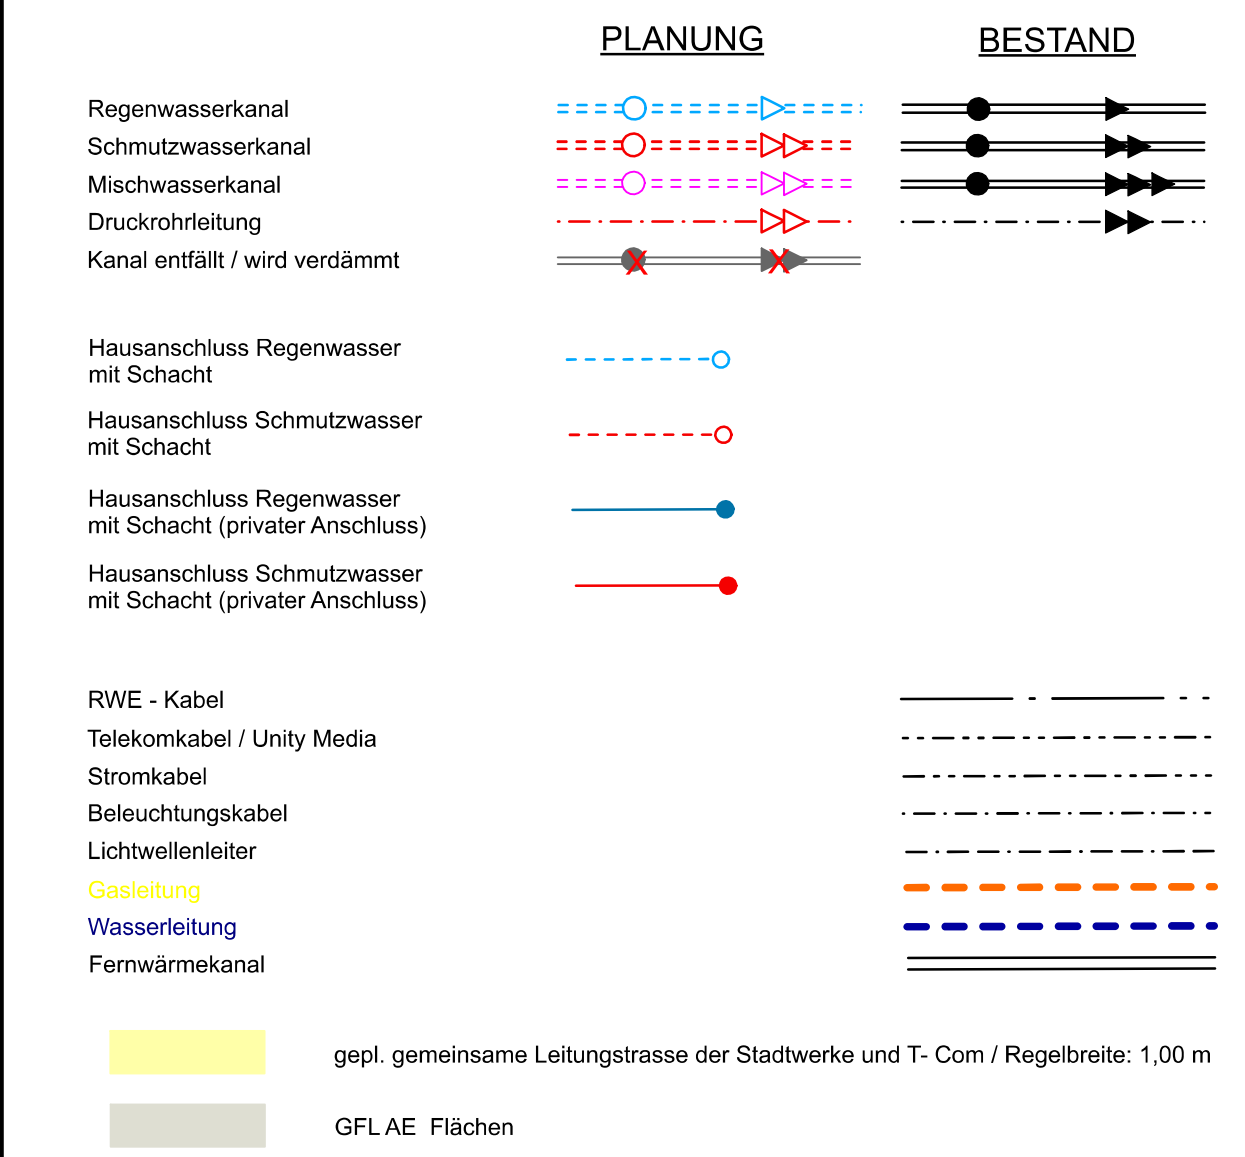 PLANUNG BESTAND
Regenwasserkanal
Schmutzwasserkanal
Mischwasserkanal
Druckrohrleitung
Kanal entfällt / wird verdämmt
Hausanschluss Regenwasser
mit Schacht
Hausanschluss Schmutzwasser
mit Schacht
Hausanschluss Regenwasser
mit Schacht (privater Anschluss)
Hausanschluss Schmutzwasser
mit Schacht (privater Anschluss)
RWE - Kabel
Telekomkabel / Unity Media
Stromkabel
Beleuchtungskabel
Lichtwellenleiter
Gasleitung
Wasserleitung
Fernwärmekanal
gepl. gemeinsame Leitungstrasse der Stadtwerke und T- Com / Regelbreite: 1,00 m
GFL AE Flächen